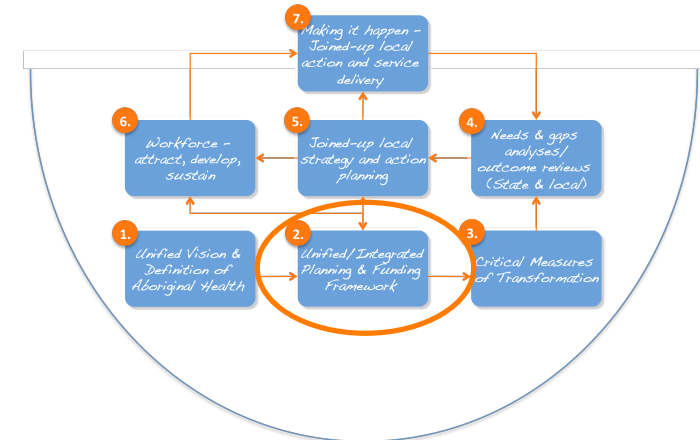 7.
Making it happen –
Joined-up local
action and service
delivery
6.
Workforce –
attract, develop,
sustain
5.
Joined-up local
strategy and action
planning
4.
Needs & gaps
analyses/
outcome reviews
(State & local)
1.
Unified Vision &
Definition of
Aboriginal Health
2.
Unified/Integrated
Planning & Funding
Framework
3.
Critical Measures
of Transformation